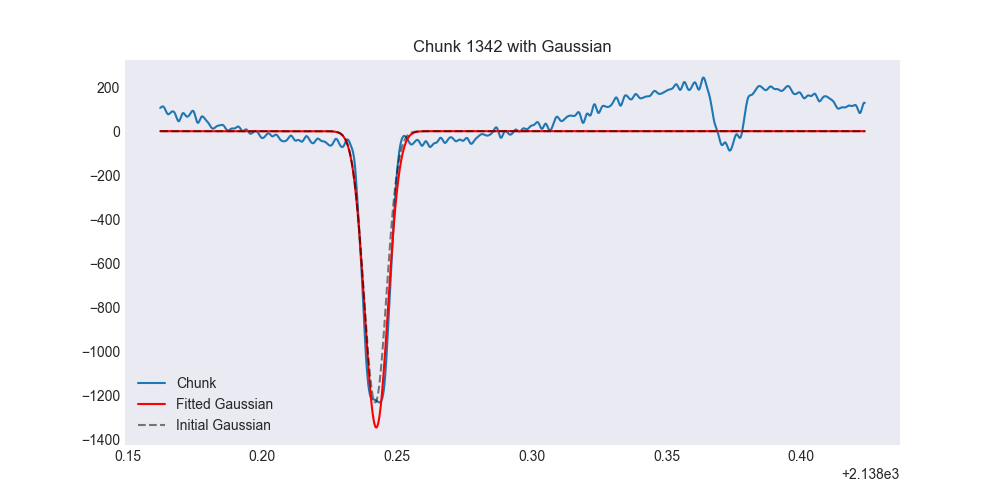 Chunk 1342 with Gaussian
200
0
−200
−400
−600
−800
−1000
−1200
−1400
Chunk
Fitted Gaussian
Initial Gaussian
0.15 0.20 0.25 0.30 0.35 0.40
+2.138e3